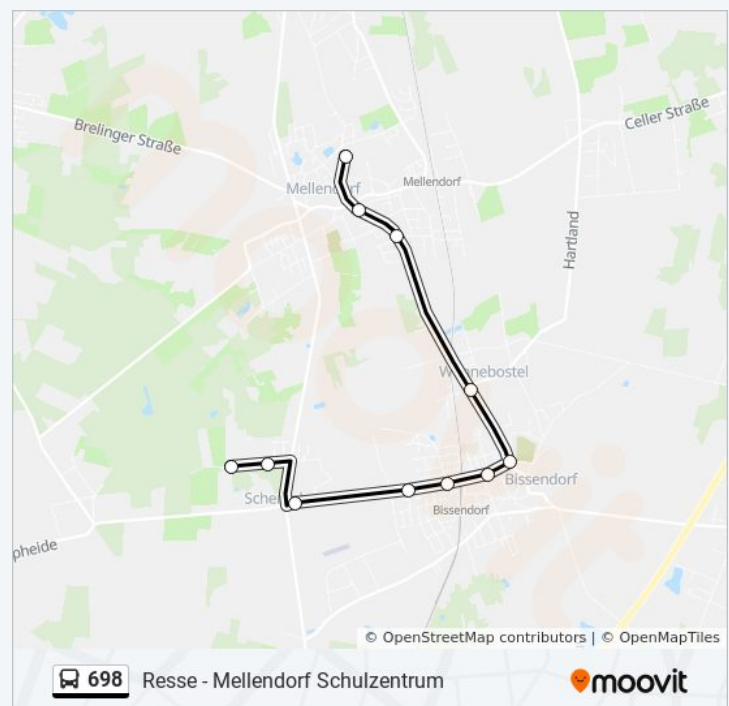 Celler Straße
Brelinger Straße
Mellendorf
Mellendorf
Hartland
Bissendorf
Bissendorf
pheide
© OpenStreetMap contributors | © OpenMapTiles
698 Resse - Mellendorf Schulzentrum
moovit